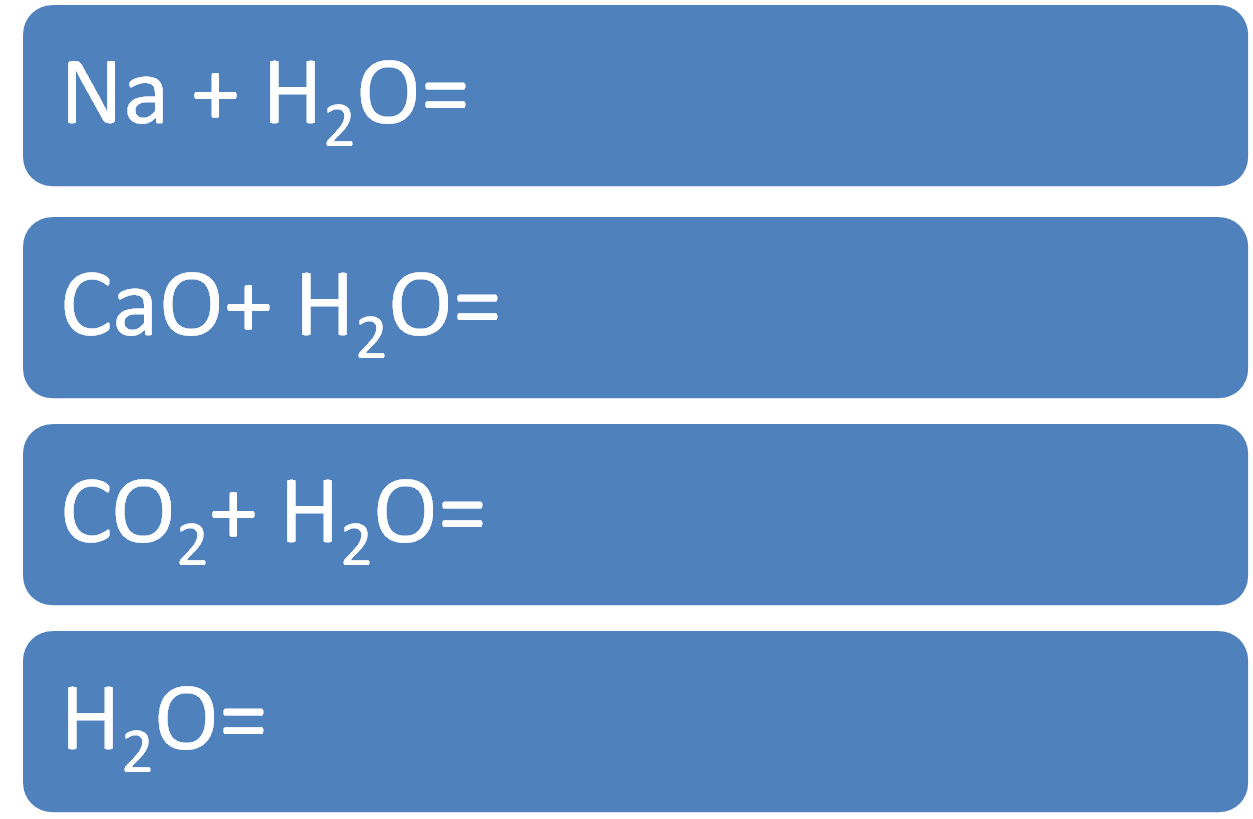 Na + H₂O=
CaO+ H₂O=
CO₂+ H₂O=
H₂O=